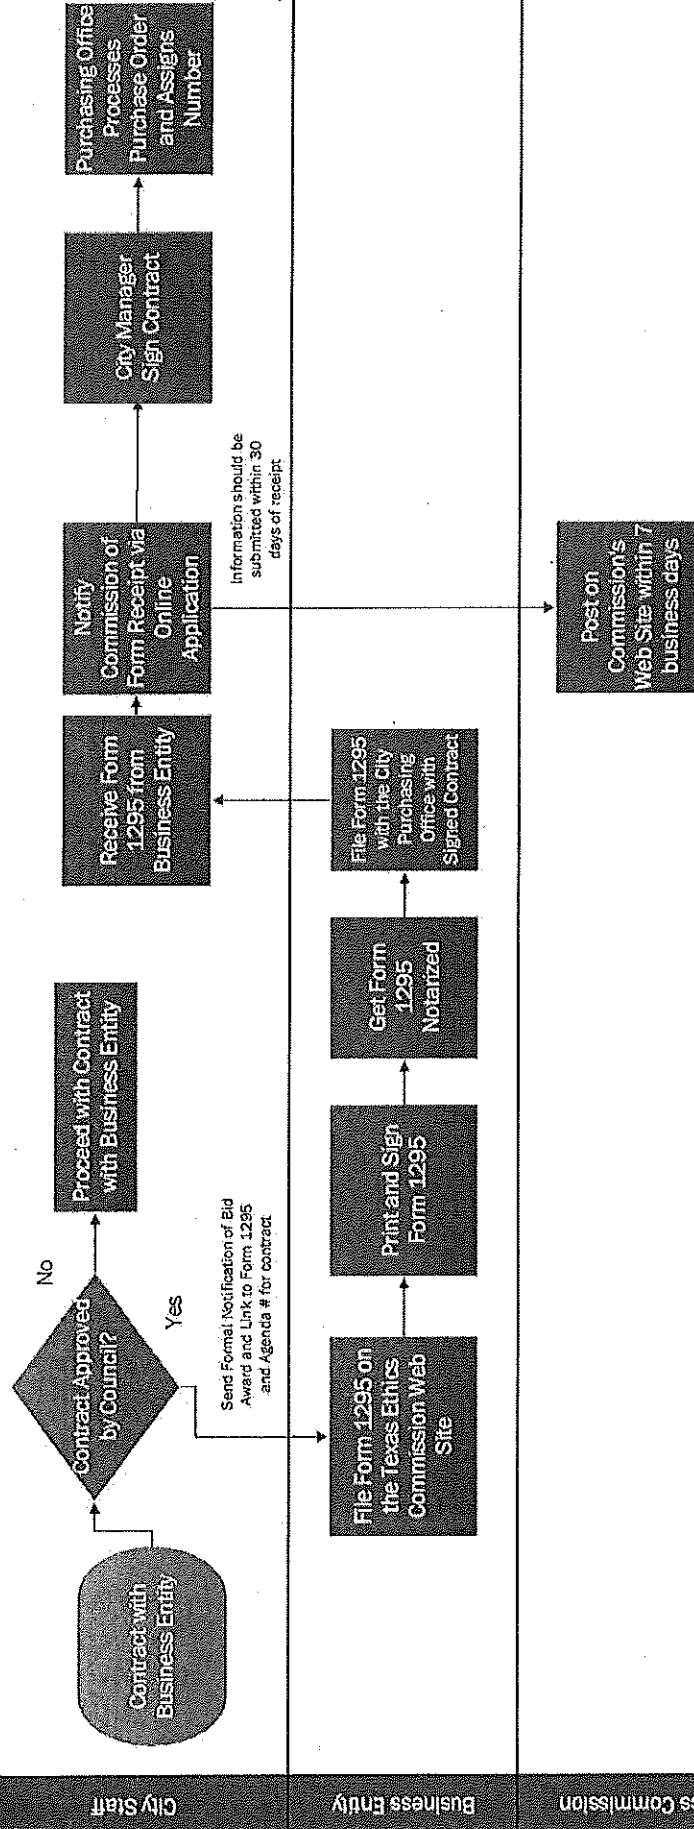 City Staff
Contract with
Business Entity
Contract Approved
by Council?
No
Proceed with Contract
with Business Entity
Yes
Send Formal Notification of Bid
Award and Link to Form 1295
and Agenda # for contract
Receive Form
1295 from
Business Entity
Notify
Commission of
Form Receipt via
Online
Application
Information should be
submitted within 30
days of receipt
City Manager
Sign Contract
Purchasing Office
Processes
Purchase Order
and Assigns
Number
Business Entity
File Form 1295 on
the Texas Ethics
Commission Web
Site
Print and Sign
Form 1295
Get Form
1295
Notarized
File Form 1295
with the City
Purchasing
Office with
Signed Contract
Commission
Post on
Commission's
Web Site within 7
business days